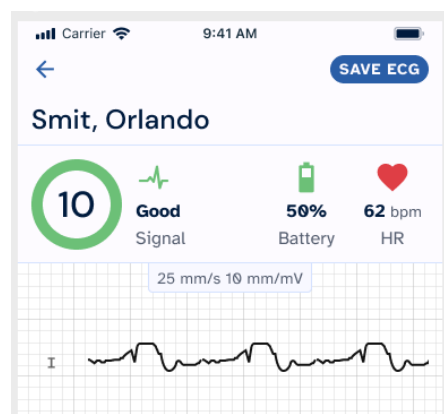 Carrier 9:41 AM
SAVE ECG
Smit, Orlando
10
Good 50% 62 bpm
Signal Battery HR
25 mm/s 10 mm/mV
I